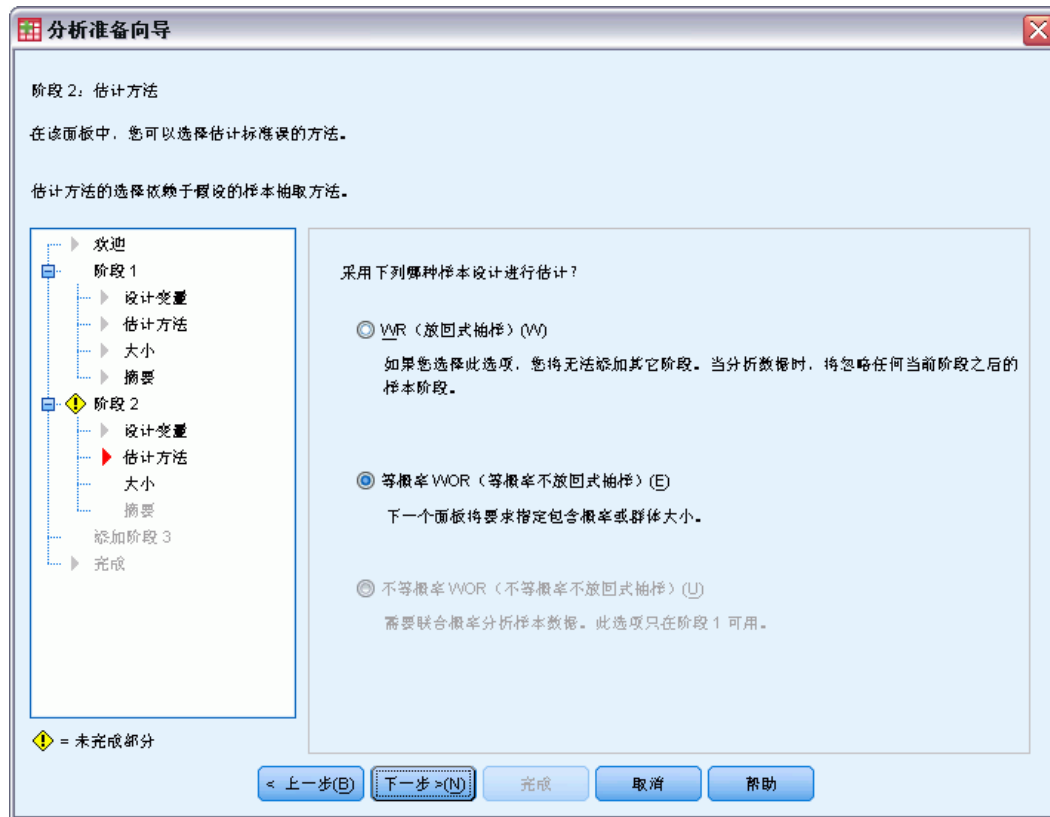 分析准备向导
阶段 2：估计方法
在该面板中，您可以选择估计标准误的方法。
估计方法的选择依赖于假设的样本抽取方法。
欢迎
阶段 1
设计变量
估计方法
大小
摘要
阶段 2
设计变量
估计方法
大小
摘要
添加阶段 3
完成
采用下列哪种样本设计进行估计？
WR（放回式抽样）(W)
如果您选择此选项，您将无法添加其它阶段。当分析数据时，将忽略任何当前阶段之后的
样本阶段。
等概率 WOR（等概率不放回式抽样）(E)
下一个面板将要求指定包含概率或群体大小。
不等概率 WOR（不等概率不放回式抽样）(U)
需要联合概率分析样本数据。此选项只在阶段 1 可用。
! = 未完成部分
< 上一步(B)
下一步 >(N)
完成
取消
帮助